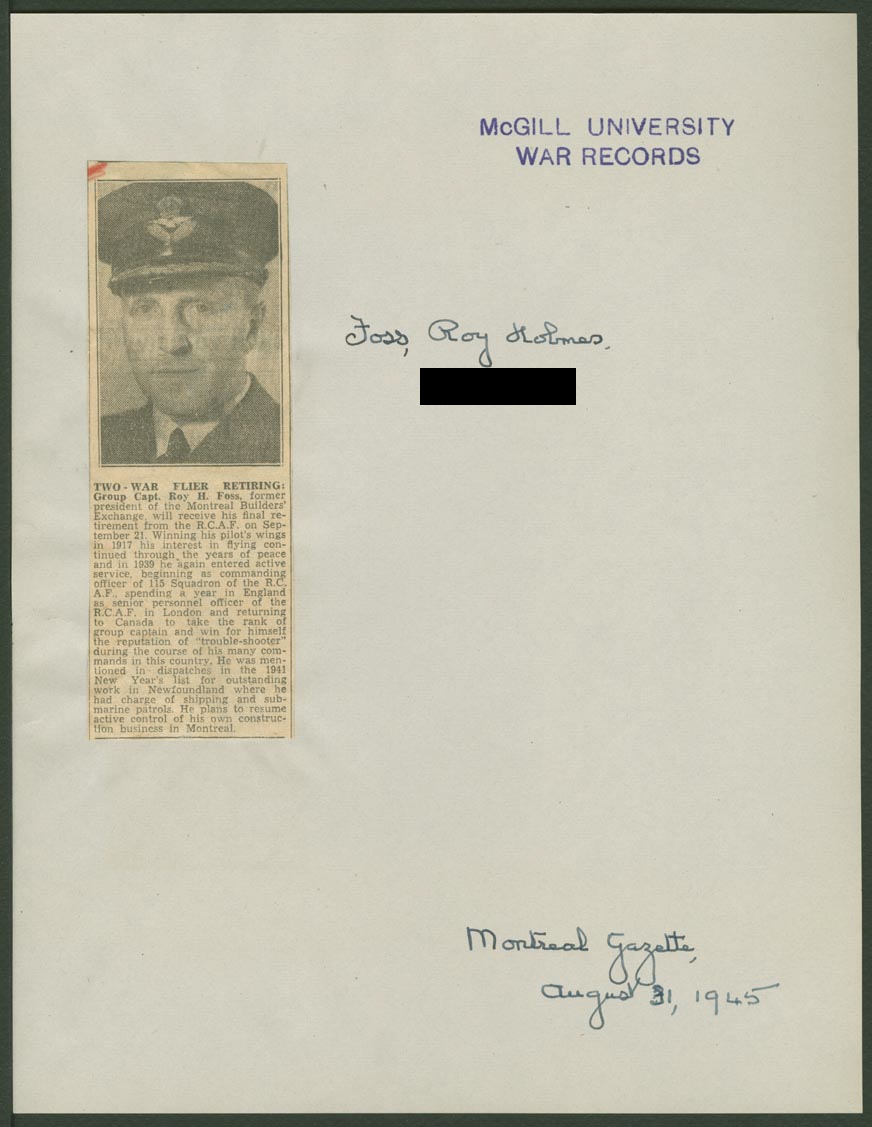 McGILL UNIVERSITY
WAR RECORDS
Foss, Roy Holmes.
TWO-WAR FLIER RETIRING:
Group Capt. Roy H. Foss, former
president of the Montreal Builders'
Exchange, will receive his final re-
tirement from the R.C.A.F. on Sep-
tember 21. Winning his pilot's wings
in 1917 his interest in flying con-
tinued through the years of peace
and in 1939 he again entered active
service, beginning as commanding
officer of 115 Squadron of the R.C.
A.F., spending a year in England
as senior personnel officer of the
R.C.A.F. in London and returning
to Canada to take the rank of
group captain and win for himself
the reputation of "trouble-shooter"
during the course of his many com-
mands in this country. He was men-
tioned in dispatches in the 1941
New Year's list for outstanding
work in Newfoundland where he
had charge of shipping and sub-
marine patrols. He plans to resume
active control of his own construc-
tion business in Montreal.
Montreal Gazette,
August 31, 1945